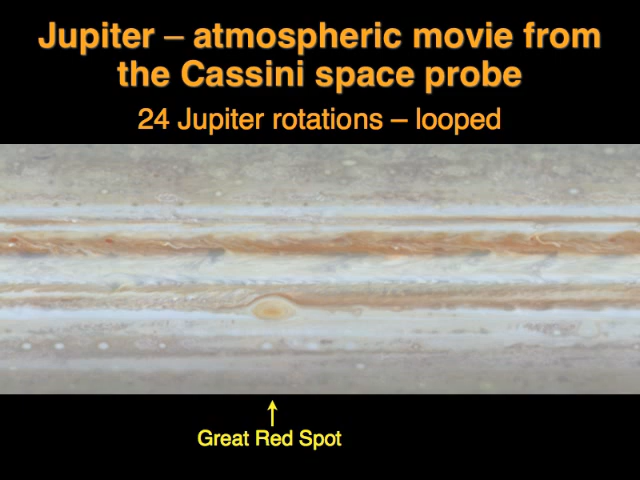 Jupiter – atmospheric movie from
the Cassini space probe
24 Jupiter rotations – looped
Great Red Spot